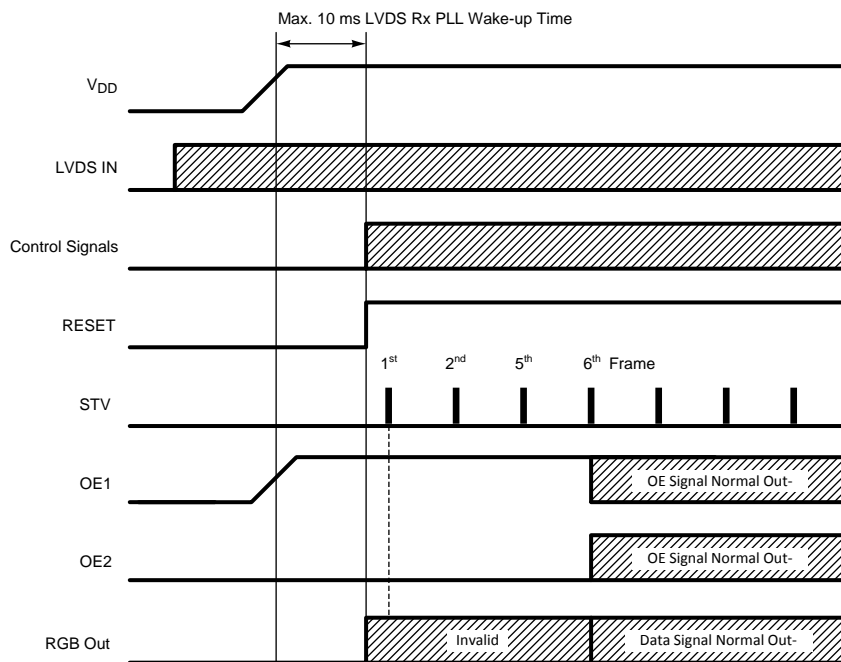 Max. 10 ms LVDS Rx PLL Wake-up Time
VDD
LVDS IN
Control Signals
RESET
1st 2nd 5th 6th Frame
STV
OE1 OE Signal Normal Out-
OE2 OE Signal Normal Out-
RGB Out Invalid Data Signal Normal Out-